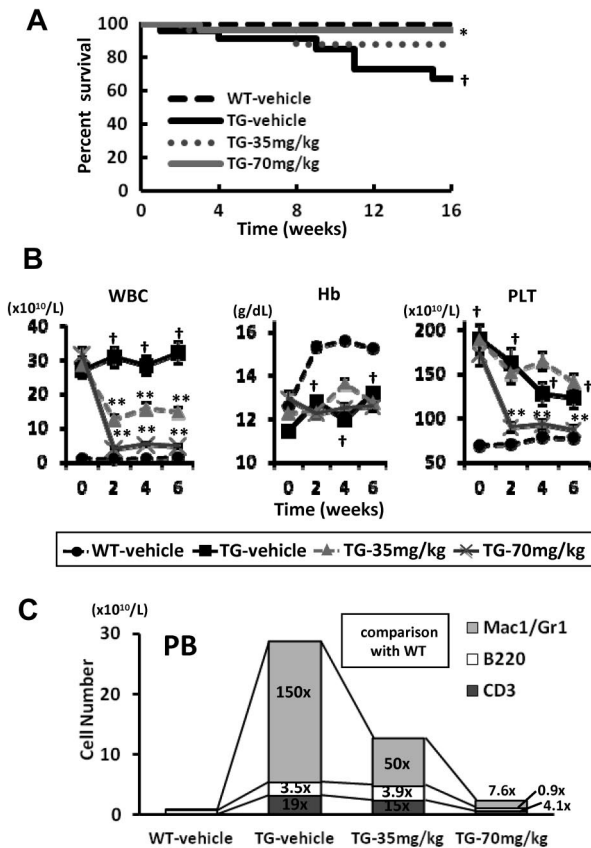 A
Percent survival
100
80
60
40
20
0
WT-vehicle
TG-vehicle
TG-35mg/kg
TG-70mg/kg
*
†
0 4 8 12 16
Time (weeks)
B
(x10¹⁰/L) WBC
40
30
20
10
0
† † †
** ** **
** ** **
0 2 4 6
(g/dL) Hb
16
14
12
10
† † †
0 2 4 6
(x10¹⁰/L) PLT
200
150
100
50
† † † †
** ** **
0 2 4 6
Time (weeks)
WT-vehicle TG-vehicle TG-35mg/kg TG-70mg/kg
C
(x10¹⁰/L)
Cell Number
30
20
10
0
PB
comparison
with WT
Mac1/Gr1
B220
CD3
150x
3.5x
19x
50x
3.9x
15x
7.6x
0.9x
4.1x
WT-vehicle TG-vehicle TG-35mg/kg TG-70mg/kg